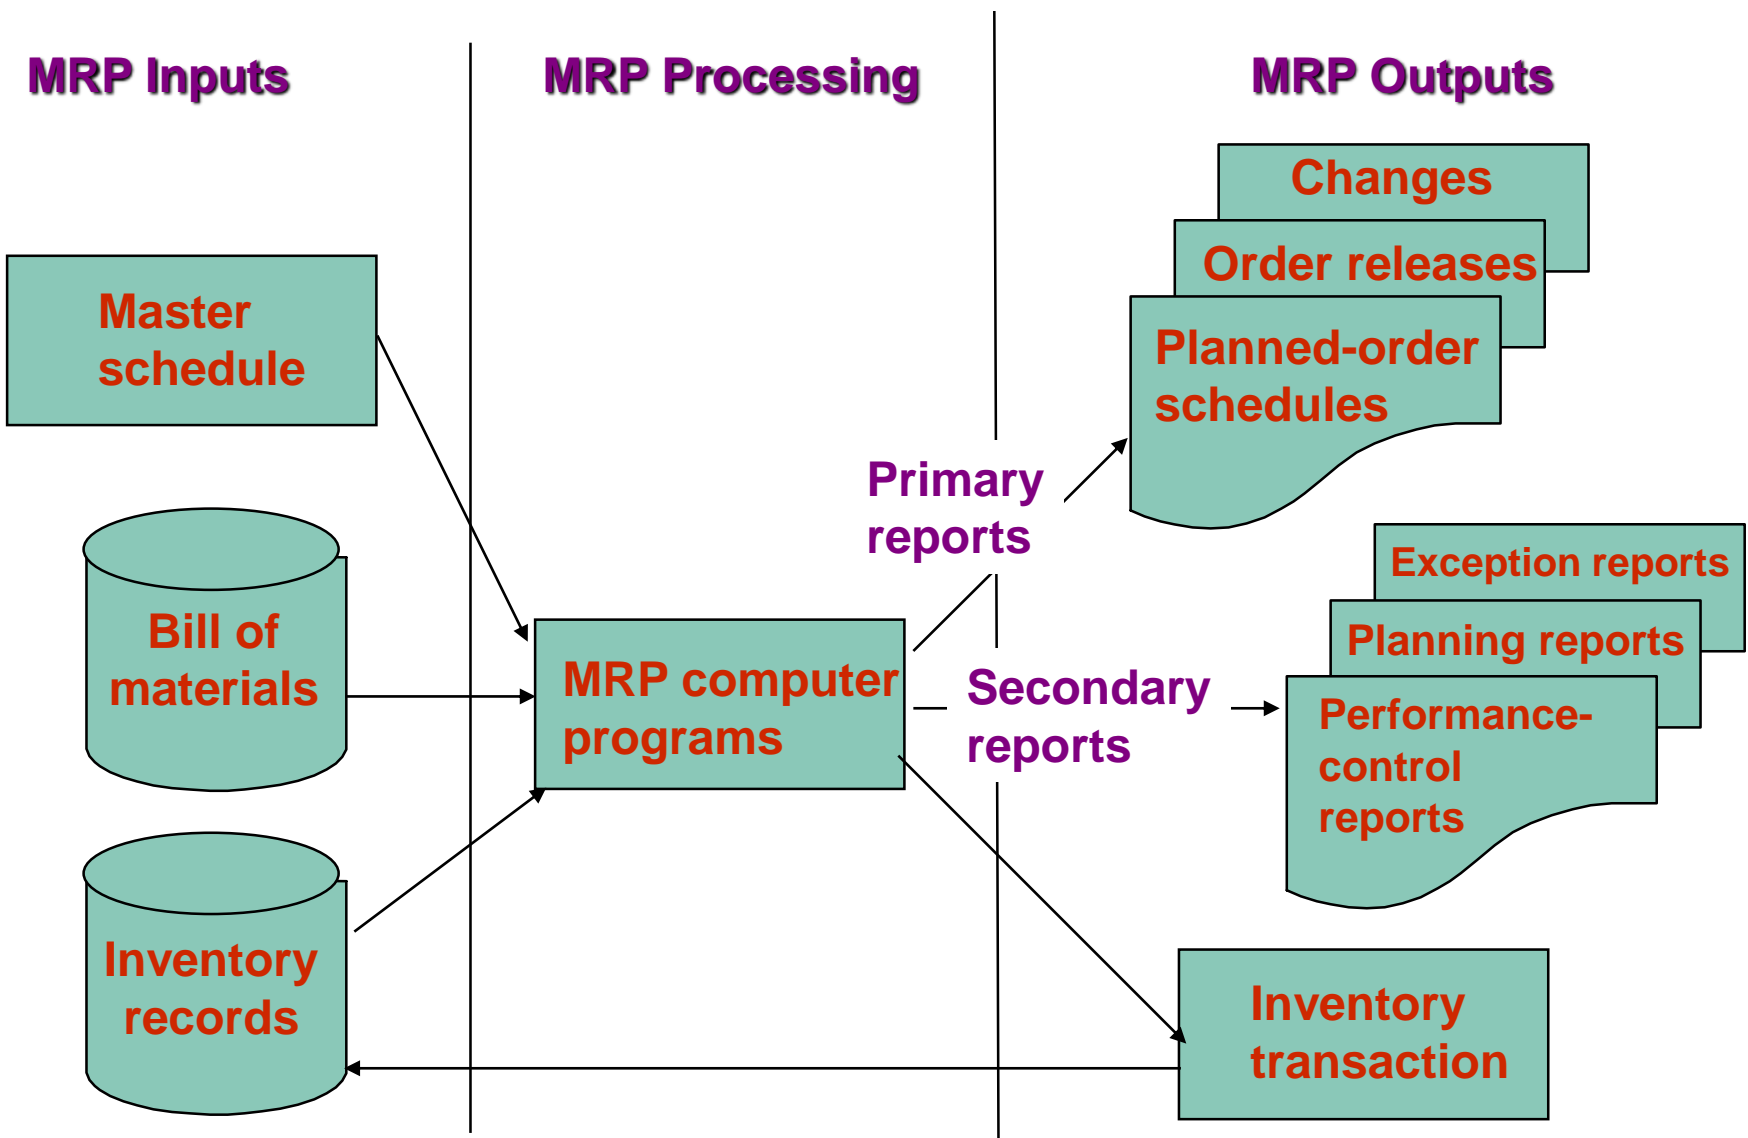 MRP Inputs
MRP Processing
MRP Outputs
Master
schedule
Bill of
materials
Inventory
records
MRP computer
programs
Primary
reports
Secondary
reports
Changes
Order releases
Planned-order
schedules
Exception reports
Planning reports
Performance-
control
reports
Inventory
transaction